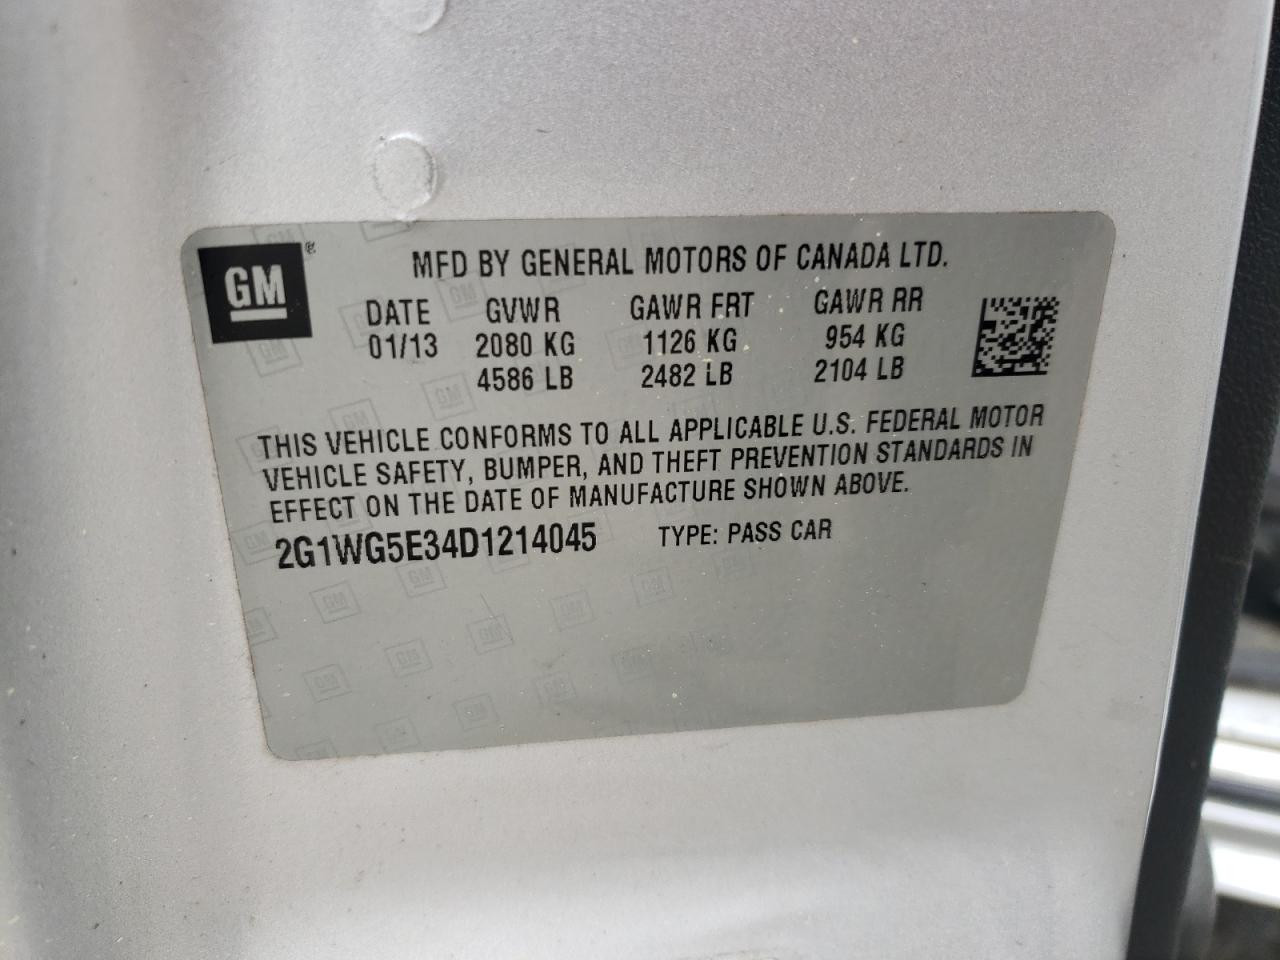 GM ®
MFD BY GENERAL MOTORS OF CANADA LTD.
DATE GVWR GAWR FRT GAWR RR
01/13 2080 KG 1126 KG 954 KG
4586 LB 2482 LB 2104 LB
THIS VEHICLE CONFORMS TO ALL APPLICABLE U.S. FEDERAL MOTOR
VEHICLE SAFETY, BUMPER, AND THEFT PREVENTION STANDARDS IN
EFFECT ON THE DATE OF MANUFACTURE SHOWN ABOVE.
2G1WG5E34D1214045 TYPE: PASS CAR